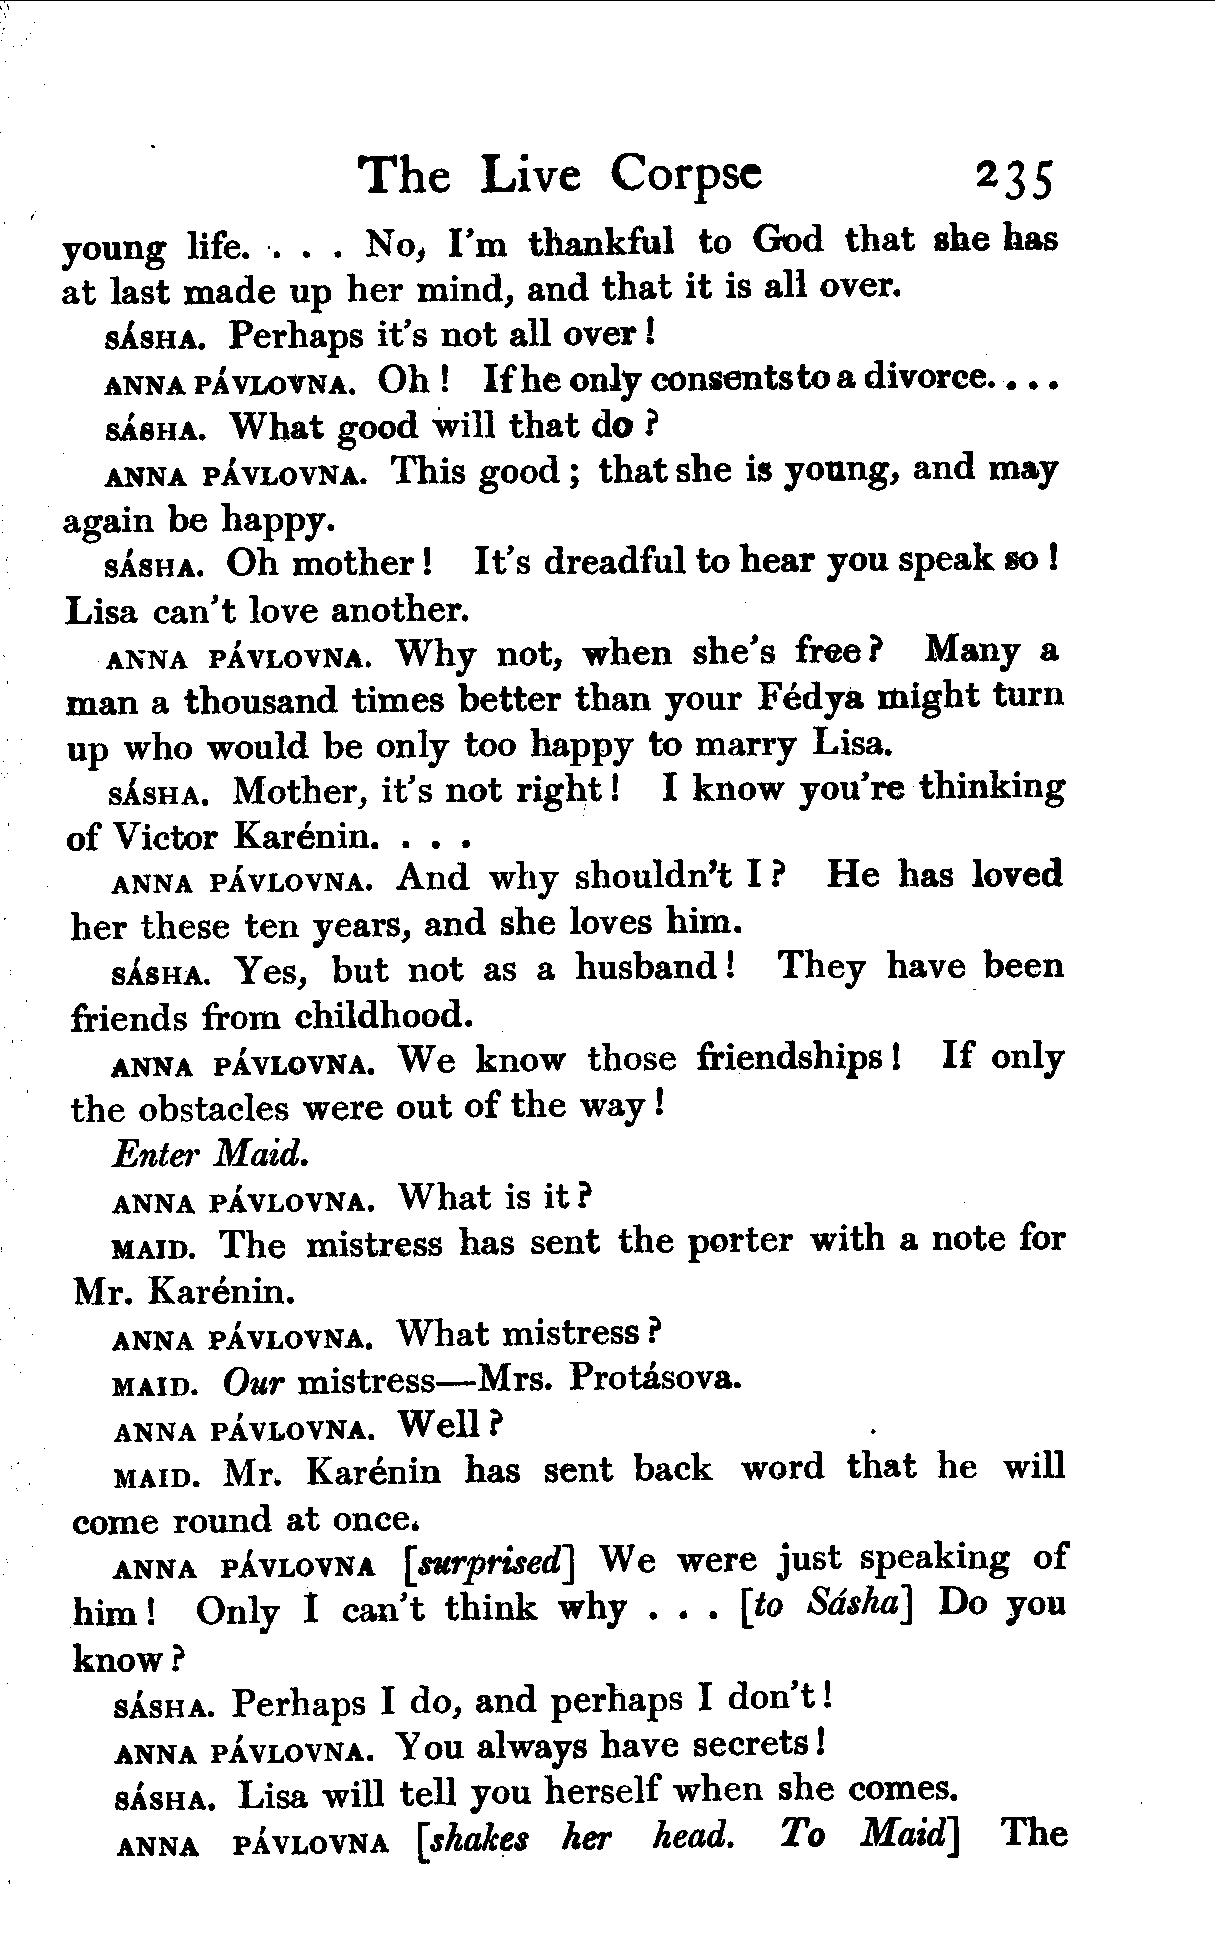 The Live Corpse 235
young life. . . . No, I'm thankful to God that she has
at last made up her mind, and that it is all over.
SÁSHA. Perhaps it's not all over!
ANNA PÁVLOVNA. Oh! If he only consents to a divorce. . . .
SÁSHA. What good will that do?
ANNA PÁVLOVNA. This good; that she is young, and may
again be happy.
SÁSHA. Oh mother! It's dreadful to hear you speak so!
Lisa can't love another.
ANNA PÁVLOVNA. Why not, when she's free? Many a
man a thousand times better than your Fédya might turn
up who would be only too happy to marry Lisa.
SÁSHA. Mother, it's not right! I know you're thinking
of Victor Karénin. . . .
ANNA PÁVLOVNA. And why shouldn't I? He has loved
her these ten years, and she loves him.
SÁSHA. Yes, but not as a husband! They have been
friends from childhood.
ANNA PÁVLOVNA. We know those friendships! If only
the obstacles were out of the way!
Enter Maid.
ANNA PÁVLOVNA. What is it?
MAID. The mistress has sent the porter with a note for
Mr. Karénin.
ANNA PÁVLOVNA. What mistress?
MAID. Our mistress—Mrs. Protásova.
ANNA PÁVLOVNA. Well?
MAID. Mr. Karénin has sent back word that he will
come round at once.
ANNA PÁVLOVNA [surprised] We were just speaking of
him! Only I can't think why . . . [to Sásha] Do you
know?
SÁSHA. Perhaps I do, and perhaps I don't!
ANNA PÁVLOVNA. You always have secrets!
SÁSHA. Lisa will tell you herself when she comes.
ANNA PÁVLOVNA [shakes her head. To Maid] The